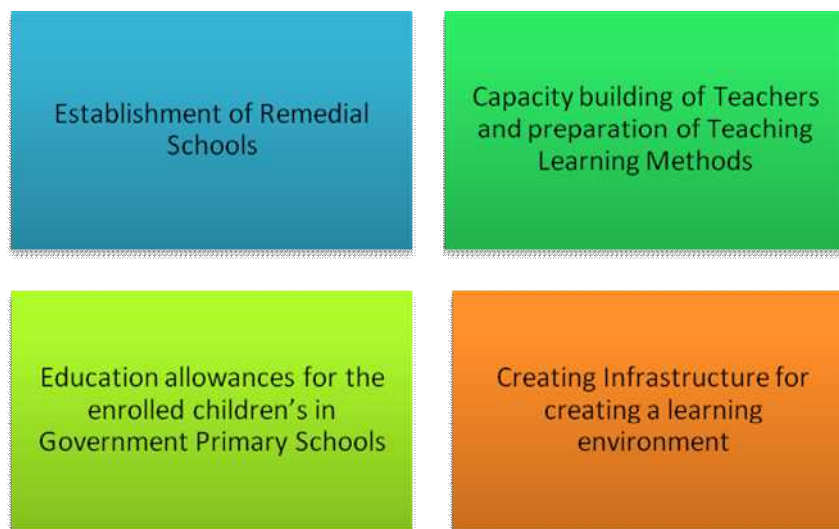 Establishment of Remedial
Schools
Capacity building of Teachers
and preparation of Teaching
Learning Methods
Education allowances for the
enrolled children’s in
Government Primary Schools
Creating Infrastructure for
creating a learning
environment